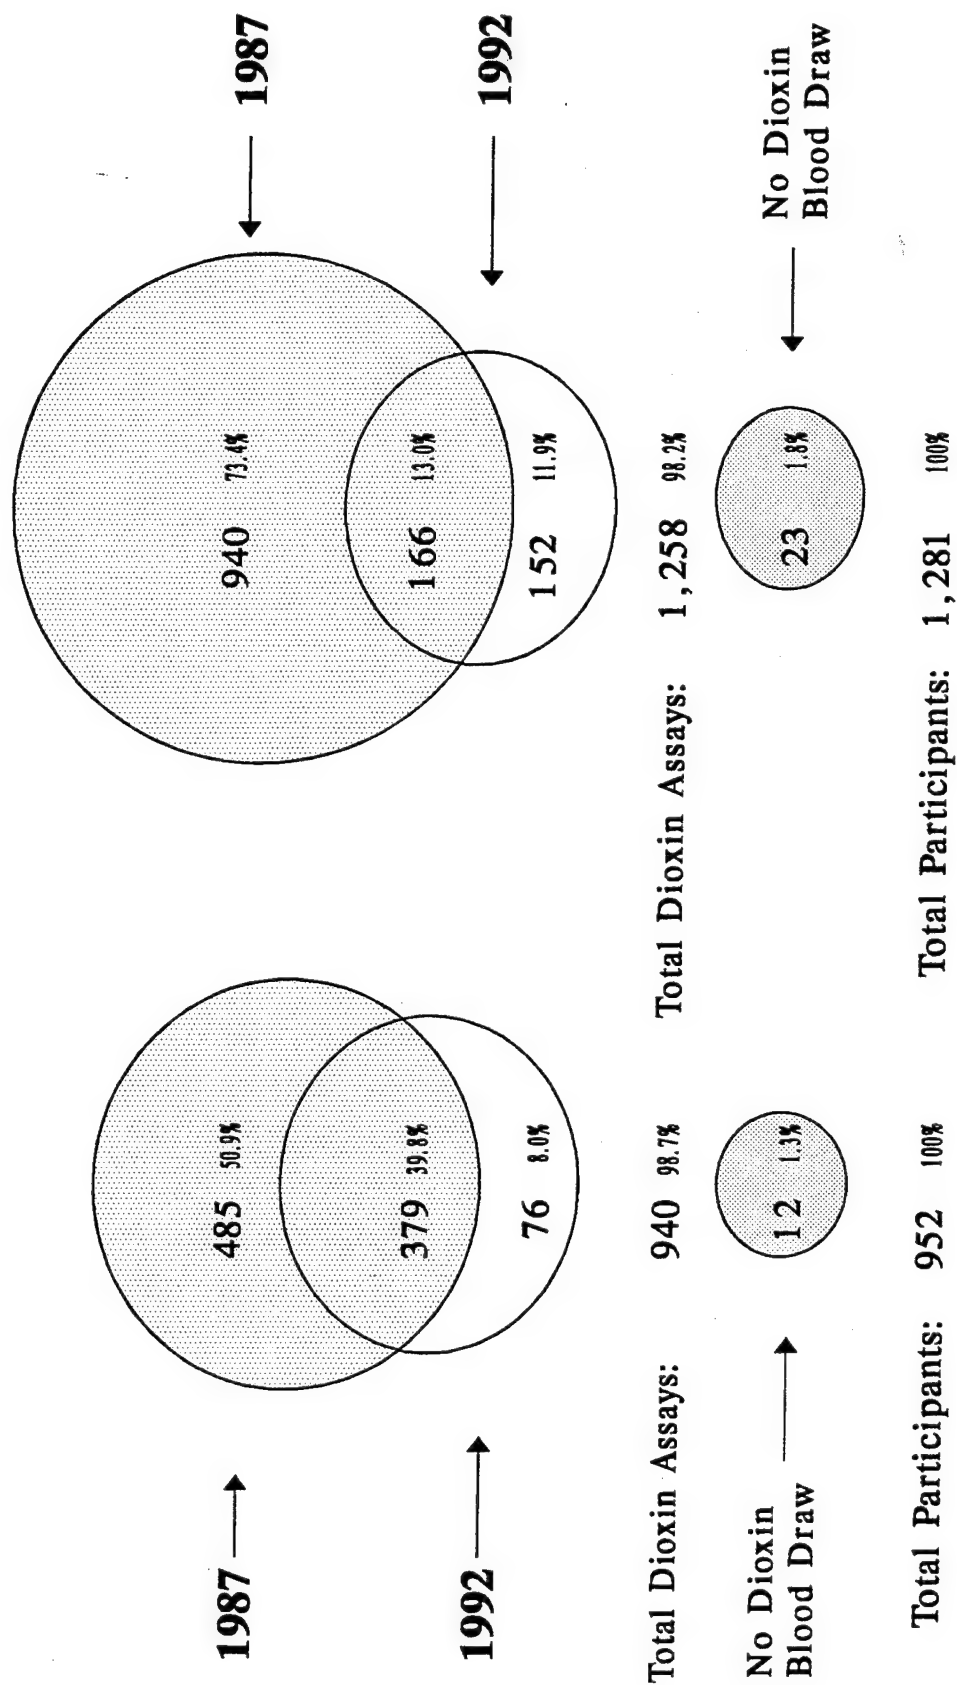 1987
485 50.9%
940 73.4%
1987
379 39.8%
166 13.0%
1992
76 8.0%
152 11.9%
1992
Total Dioxin Assays: 940 98.7%
Total Dioxin Assays: 1,258 98.2%
No Dioxin
Blood Draw
12 1.3%
23 1.8%
No Dioxin
Blood Draw
Total Participants: 952 100%
Total Participants: 1,281 100%